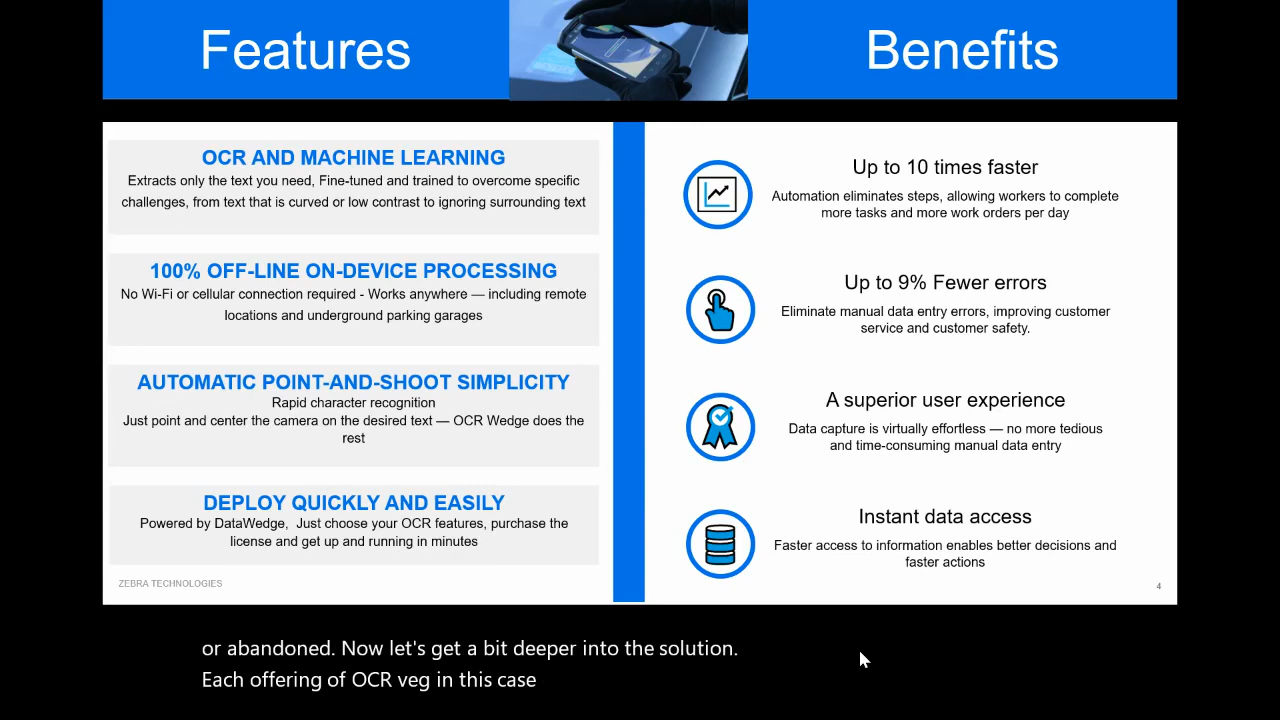 Features
Benefits
OCR AND MACHINE LEARNING
Extracts only the text you need, Fine-tuned and trained to overcome specific
challenges, from text that is curved or low contrast to ignoring surrounding text
100% OFF-LINE ON-DEVICE PROCESSING
No Wi-Fi or cellular connection required - Works anywhere — including remote
locations and underground parking garages
AUTOMATIC POINT-AND-SHOOT SIMPLICITY
Rapid character recognition
Just point and center the camera on the desired text — OCR Wedge does the
rest
DEPLOY QUICKLY AND EASILY
Powered by DataWedge,  Just choose your OCR features, purchase the
license and get up and running in minutes
ZEBRA TECHNOLOGIES
Up to 10 times faster
Automation eliminates steps, allowing workers to complete
more tasks and more work orders per day
Up to 9% Fewer errors
Eliminate manual data entry errors, improving customer
service and customer safety.
A superior user experience
Data capture is virtually effortless — no more tedious
and time-consuming manual data entry
Instant data access
Faster access to information enables better decisions and
faster actions
4
or abandoned. Now let's get a bit deeper into the solution.
Each offering of OCR veg in this case